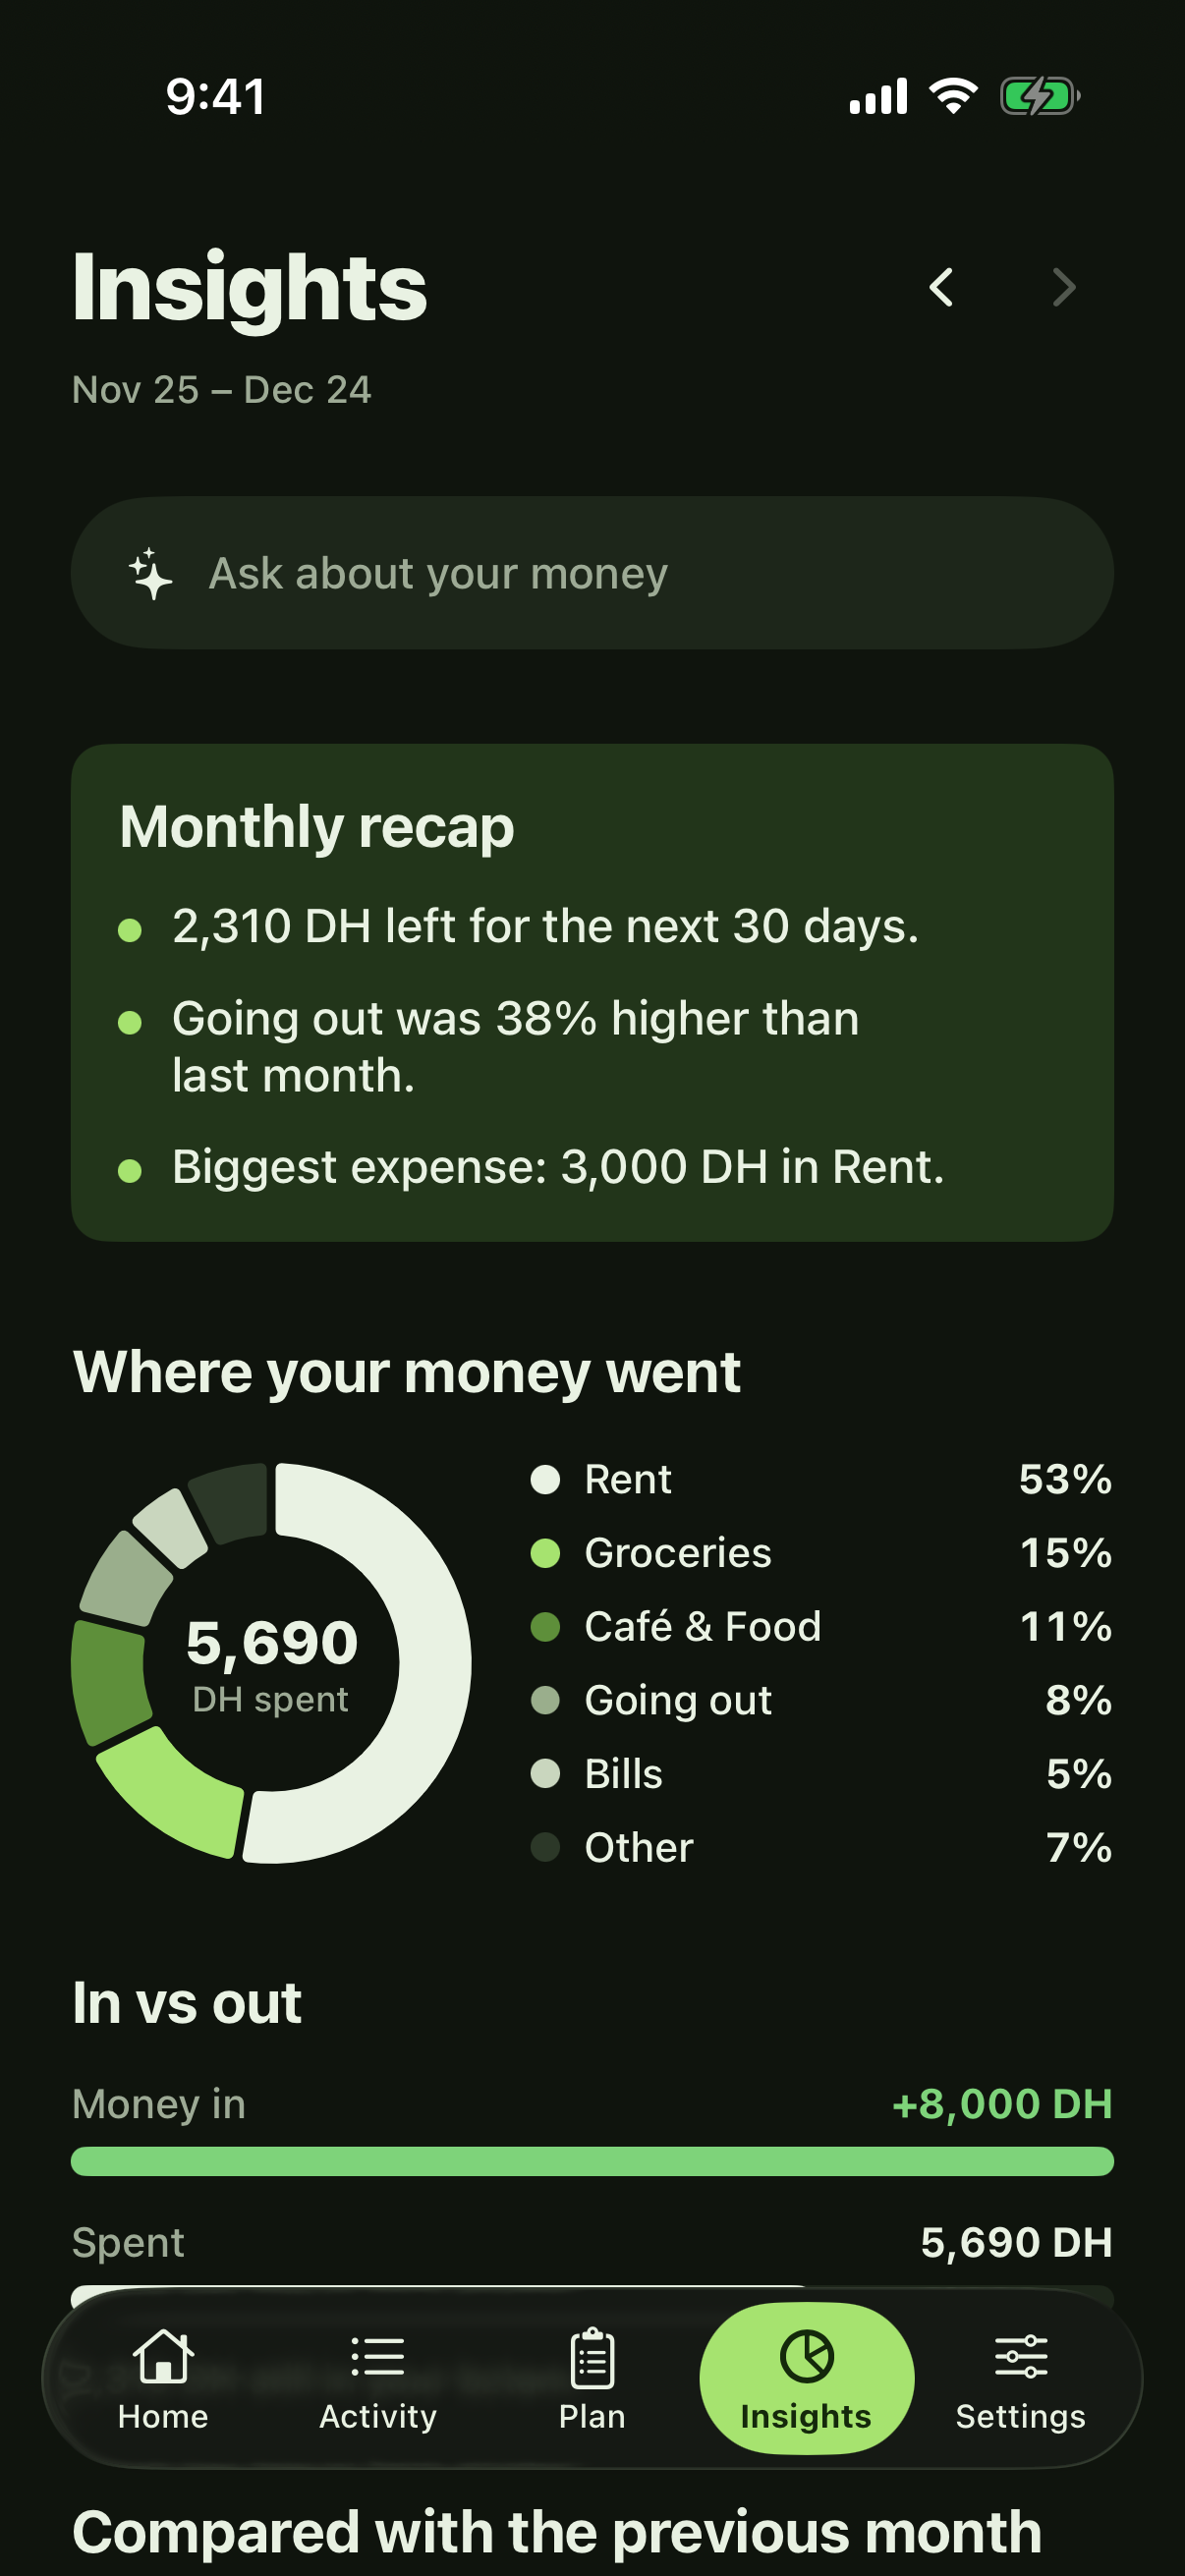 9:41
Insights
Nov 25 – Dec 24
Ask about your money
Monthly recap
2,310 DH left for the next 30 days.
Going out was 38% higher than
last month.
Biggest expense: 3,000 DH in Rent.
Where your money went
5,690
DH spent
Rent 53%
Groceries 15%
Café & Food 11%
Going out 8%
Bills 5%
Other 7%
In vs out
Money in +8,000 DH
Spent 5,690 DH
Home Activity Plan Insights Settings
Compared with the previous month